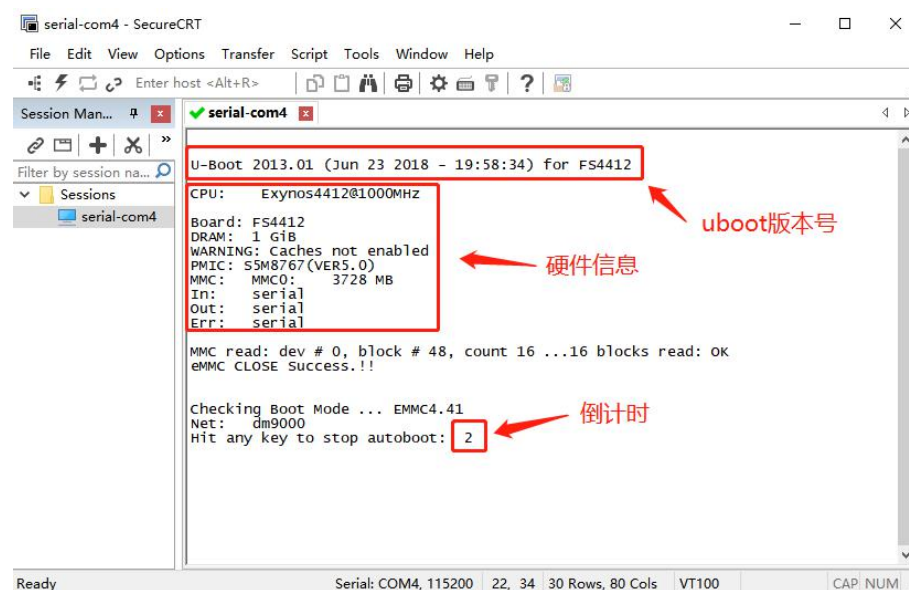 serial-com4 - SecureCRT
File Edit View Options Transfer Script Tools Window Help
Enter host <Alt+R>
Session Man...
serial-com4
Filter by session na...
Sessions
serial-com4
U-Boot 2013.01 (Jun 23 2018 - 19:58:34) for FS4412
uboot版本号
CPU: Exynos4412@1000MHz
Board: FS4412
DRAM: 1 GiB
WARNING: Caches not enabled
PMIC: S5M8767(VER5.0)
硬件信息
MMC: MMC0: 3728 MB
In: serial
Out: serial
Err: serial
MMC read: dev # 0, block # 48, count 16 ...16 blocks read: OK
eMMC CLOSE Success.!!
Checking Boot Mode ... EMMC4.41
倒计时
Net: dm9000
Hit any key to stop autoboot: 2
Ready Serial: COM4, 115200 22, 34 30 Rows, 80 Cols VT100 CAP NUM